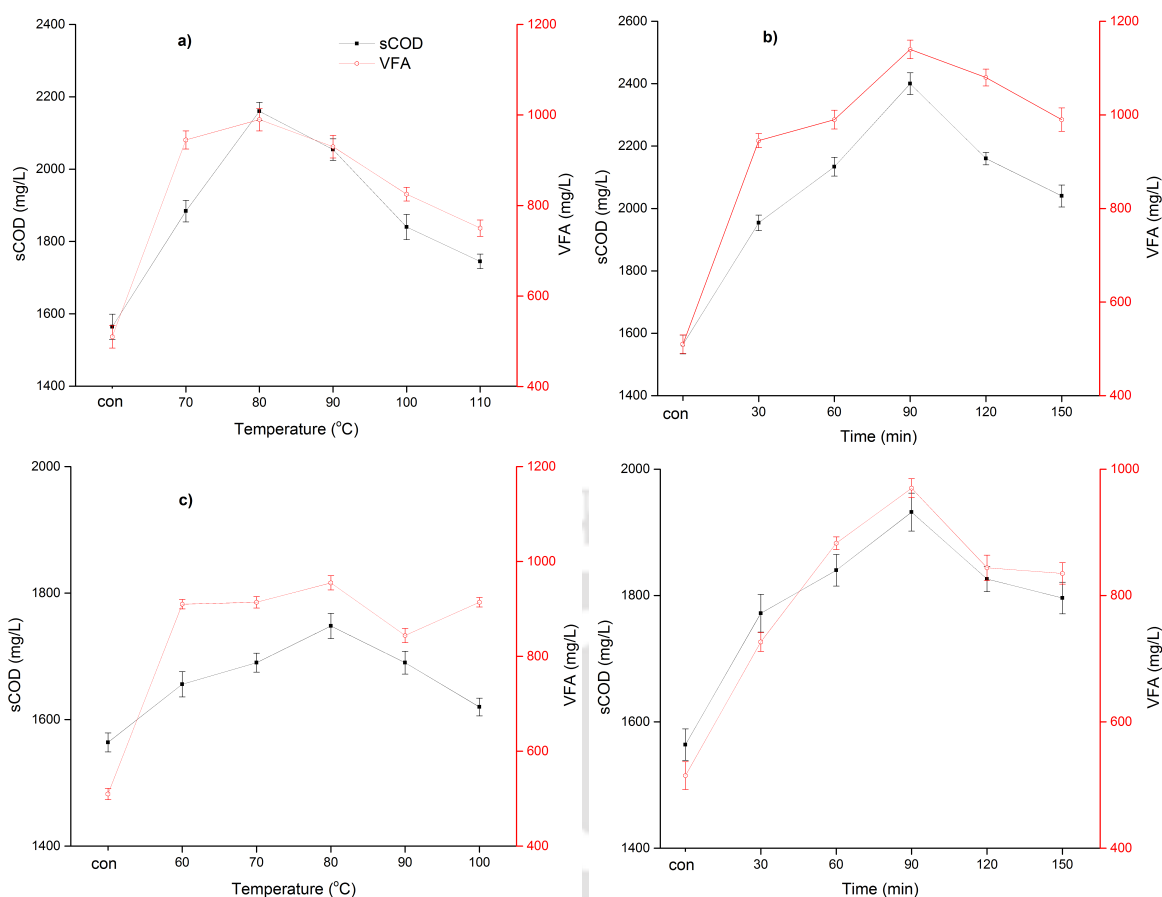 a)
sCOD
VFA
2400
2200
2000
1800
1600
1400
sCOD (mg/L)
1200
1000
800
600
400
VFA (mg/L)
con 70 80 90 100 110
Temperature (°C)
b)
2600
2400
2200
2000
1800
1600
1400
sCOD (mg/L)
1200
1000
800
600
400
VFA (mg/L)
con 30 60 90 120 150
Time (min)
c)
2000
1800
1600
1400
sCOD (mg/L)
1200
1000
800
600
400
VFA (mg/L)
con 60 70 80 90 100
Temperature (°C)
2000
1800
1600
1400
sCOD (mg/L)
1000
800
600
400
VFA (mg/L)
con 30 60 90 120 150
Time (min)